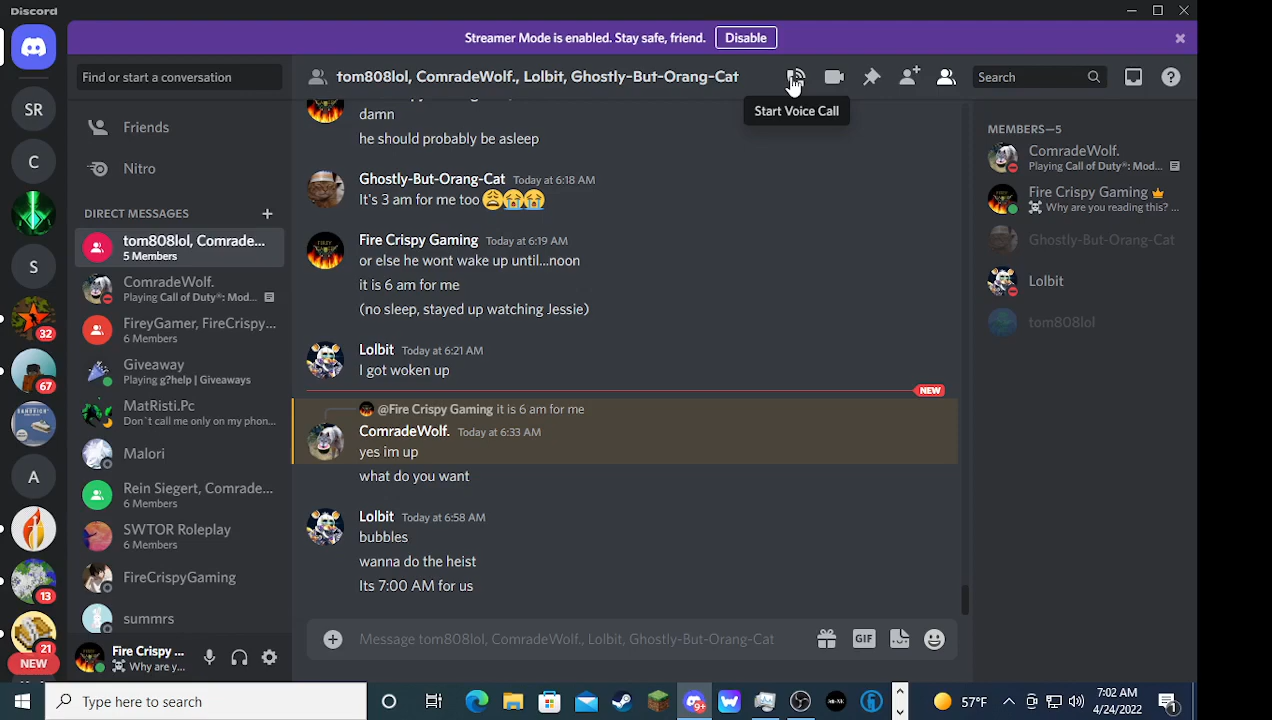 Discord
Streamer Mode is enabled. Stay safe, friend. Disable
Find or start a conversation
tom808lol, ComradeWolf., Lolbit, Ghostly-But-Orang-Cat
Search
Start Voice Call
SR
C
S
32
67
A
13
21
NEW
Friends
Nitro
DIRECT MESSAGES
tom808lol, Comrade...
5 Members
ComradeWolf.
Playing Call of Duty®: Mod...
FireyGamer, FireCrispy...
6 Members
Giveaway
Playing g?help | Giveaways
MatRisti.Pc
Don`t call me only on my phon...
Malori
Rein Siegert, Comrade...
6 Members
SWTOR Roleplay
6 Members
FireCrispyGaming
summrs
Fire Crispy ...
☠️ Why are y...
damn
he should probably be asleep
Ghostly-But-Orang-Cat Today at 6:18 AM
It's 3 am for me too 😩😭😭
Fire Crispy Gaming Today at 6:19 AM
or else he wont wake up until...noon
it is 6 am for me
(no sleep, stayed up watching Jessie)
Lolbit Today at 6:21 AM
I got woken up
NEW
@Fire Crispy Gaming it is 6 am for me
ComradeWolf. Today at 6:33 AM
yes im up
what do you want
Lolbit Today at 6:58 AM
bubbles
wanna do the heist
Its 7:00 AM for us
Message tom808lol, ComradeWolf., Lolbit, Ghostly-But-Orang-Cat
GIF
MEMBERS—5
ComradeWolf.
Playing Call of Duty®: Mod...
Fire Crispy Gaming
☠️ Why are you reading this? ...
Ghostly-But-Orang-Cat
Lolbit
tom808lol
Type here to search
9+
57°F
7:02 AM
4/24/2022
1